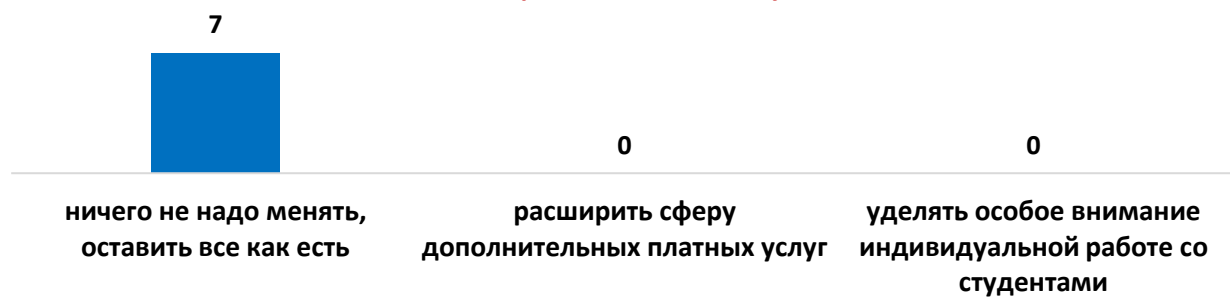 7
0
0
ничего не надо менять,
оставить все как есть
расширить сферу
дополнительных платных услуг
уделять особое внимание
индивидуальной работе со
студентами